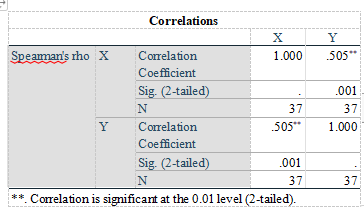 Correlations
X Y
Spearman's rho X Correlation Coefficient 1.000 .505**
Sig. (2-tailed) . .001
N 37 37
Y Correlation Coefficient .505** 1.000
Sig. (2-tailed) .001 .
N 37 37
**. Correlation is significant at the 0.01 level (2-tailed).